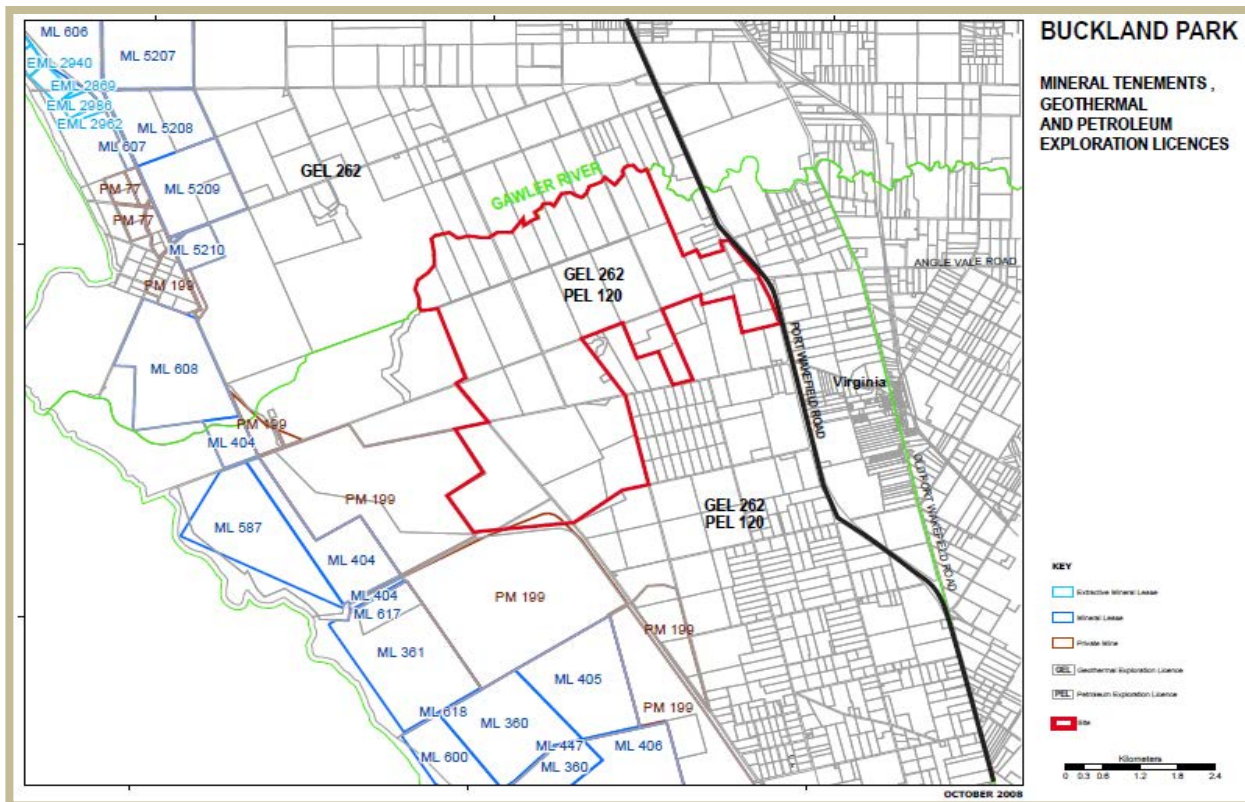 BUCKLAND PARK
MINERAL TENEMENTS ,
GEOTHERMAL
AND PETROLEUM
EXPLORATION LICENCES
ML 606
ML 5207
EML 2940
EML 2869
EML 2986
EML 2962
ML 5208
ML 607
GEL 262
PM 77
ML 5209
PM 77
GAWLER RIVER
ML 5210
ANGLE VALE ROAD
PM 199
GEL 262
PEL 120
PORT WAKEFIELD ROAD
ML 608
Virginia
PM 199
ML 404
OLD PORT WAKEFIELD ROAD
PM 199
GEL 262
PEL 120
ML 587
ML 404
ML 404
ML 617
PM 199
PM 199
ML 361
ML 405
PM 199
ML 618
ML 360
ML 447
ML 406
ML 600
ML 360
KEY
Extractive Mineral Lease
Mineral Lease
Private Mine
GEL Geothermal Exploration Licence
PEL Petroleum Exploration Licence
Site
Kilometers
0 0.3 0.6 1.2 1.8 2.4
OCTOBER 2008